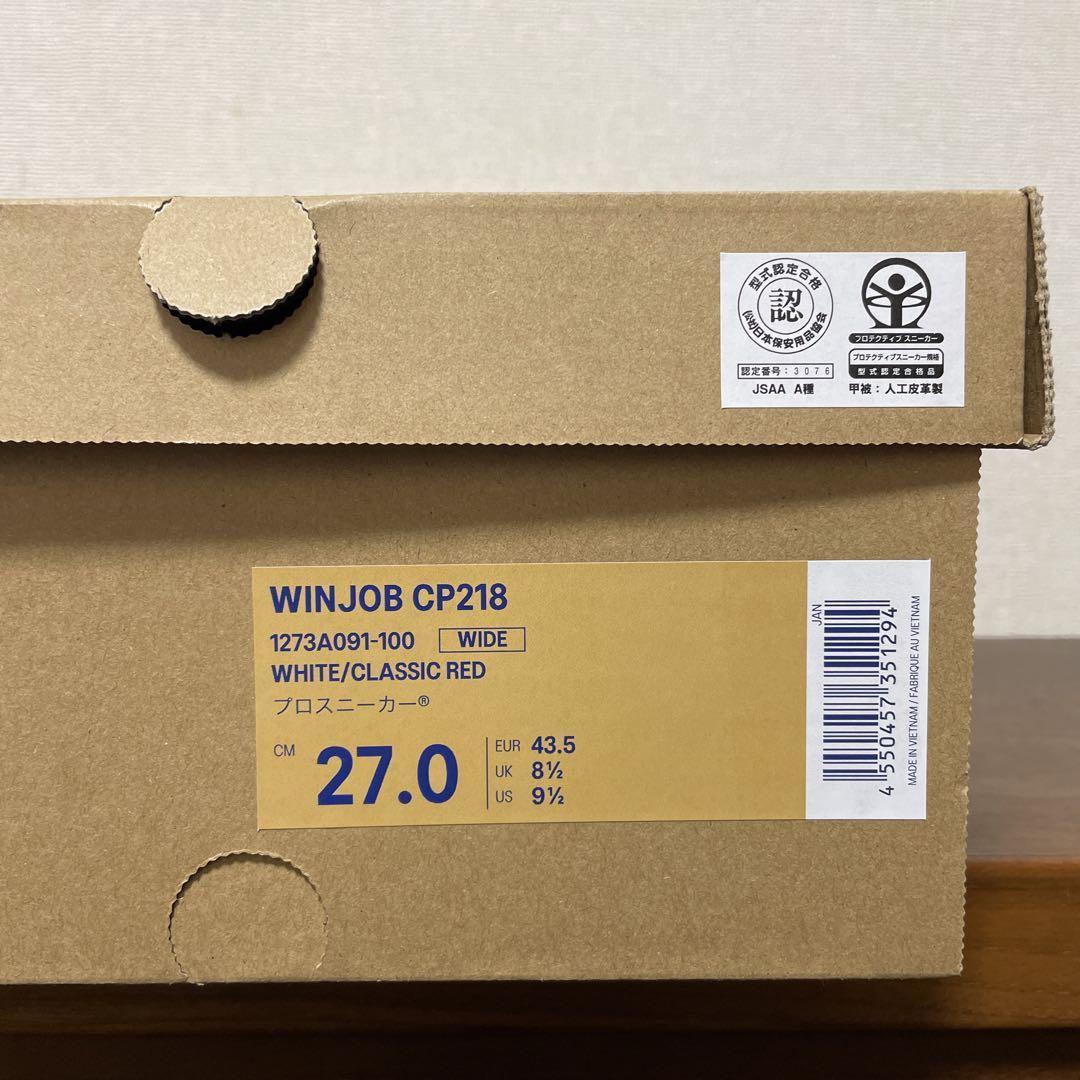 型式認定合格
認
(公社)日本保安用品協会
認定番号:3076
JSAA A種
プロテクティブ スニーカー
プロテクティブスニーカー規格
型式認定合格品
甲被:人工皮革製
WINJOB CP218
1273A091-100 WIDE
WHITE/CLASSIC RED
プロスニーカー®
CM 27.0
EUR 43.5
UK 8½
US 9½
JAN
4 550457 351294
MADE IN VIETNAM / FABRIQUE AU VIETNAM